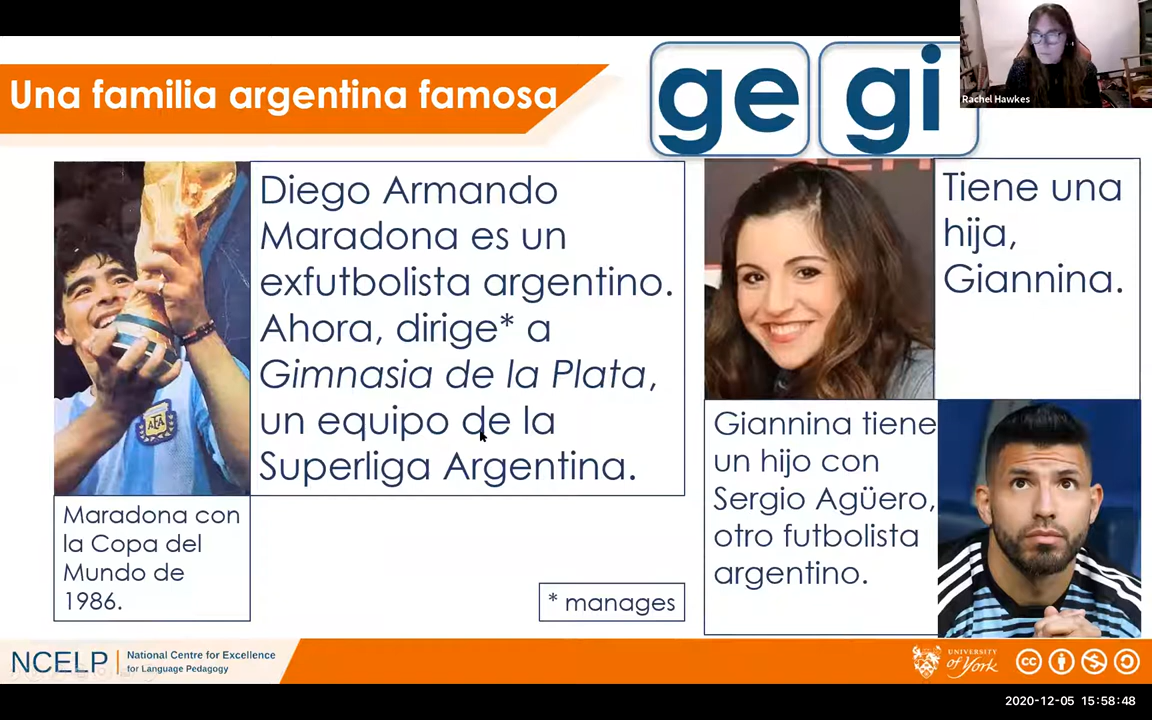 Una familia argentina famosa
ge
gi
Rachel Hawkes
Diego Armando
Maradona es un
exfutbolista argentino.
Ahora, dirige* a
Gimnasia de la Plata,
un equipo de la
Superliga Argentina.
Tiene una
hija,
Giannina.
Giannina tiene
un hijo con
Sergio Agüero,
otro futbolista
argentino.
Maradona con
la Copa del
Mundo de
1986.
* manages
AFA
NCELP
National Centre for Excellence
for Language Pedagogy
UNIVERSITY
of York
cc
2020-12-05 15:58:48